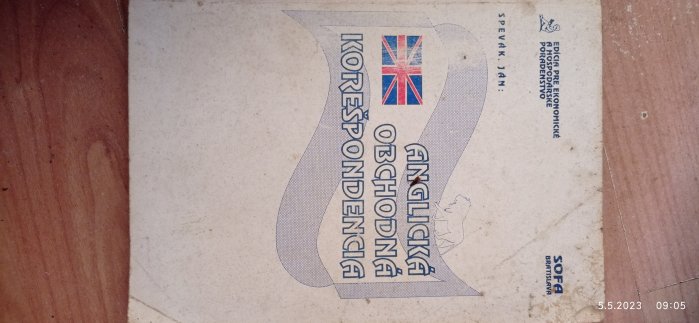 EDÍCIA PRE EKONOMICKÉ
A HOSPODÁRSKE
PORADENSTVO
SOFA
BRATISLAVA
SPEVÁK, JÁN:
ANGLICKÁ
OBCHODNÁ
KOREŠPONDENCIA
5.5.2023 09:05